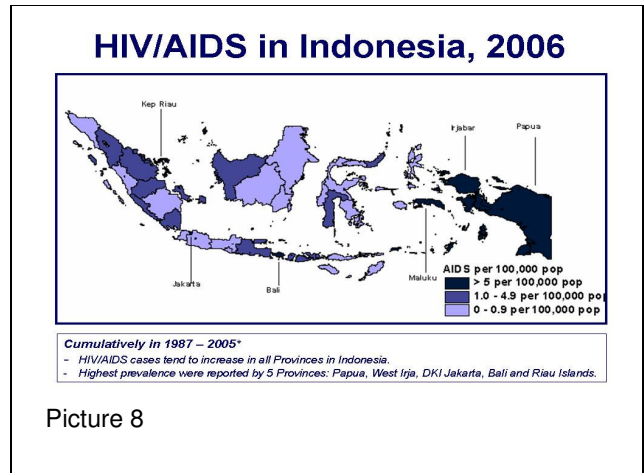 HIV/AIDS in Indonesia, 2006
Kep Riau
Irjabar
Papua
Jakarta
Bali
Maluku
AIDS per 100,000 pop
> 5 per 100,000 pop
1.0 - 4.9 per 100,000 pop
0 - 0.9 per 100,000 pop
Cumulatively in 1987 – 2005*
- HIV/AIDS cases tend to increase in all Provinces in Indonesia.
- Highest prevalence were reported by 5 Provinces: Papua, West Irja, DKI Jakarta, Bali and Riau Islands.
Picture 8